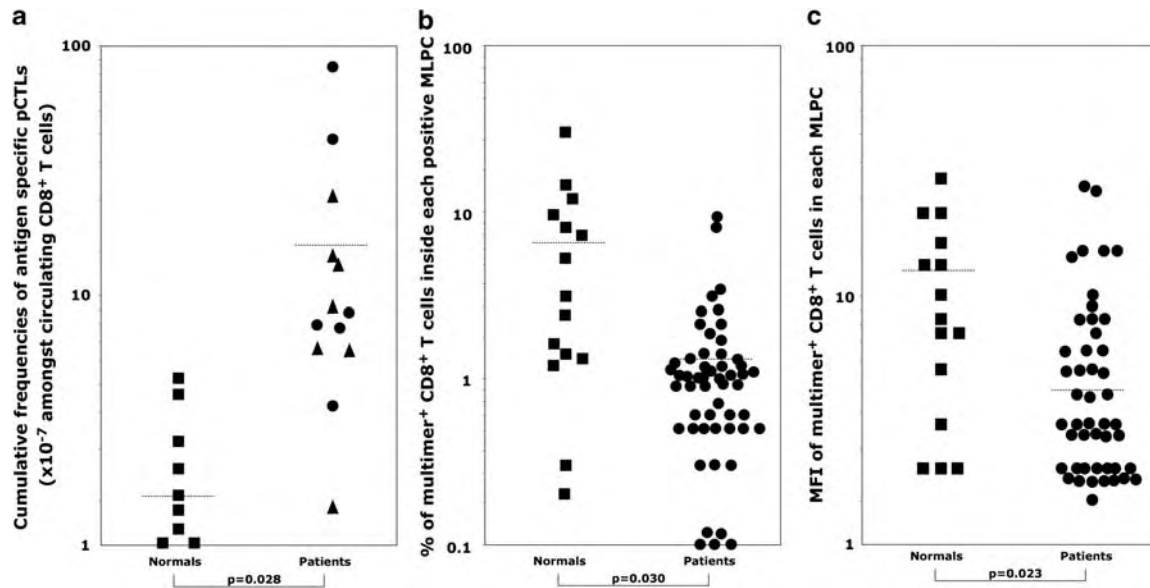 a
Cumulative frequencies of antigen specific pCTLs
(x10⁻⁷ amongst circulating CD8⁺ T cells)
100
10
1
Normals Patients
p=0.028
b
% of multimer⁺ CD8⁺ T cells inside each positive MLPC
100
10
1
0.1
Normals Patients
p=0.030
c
MFI of multimer⁺ CD8⁺ T cells in each MLPC
100
10
1
Normals Patients
p=0.023